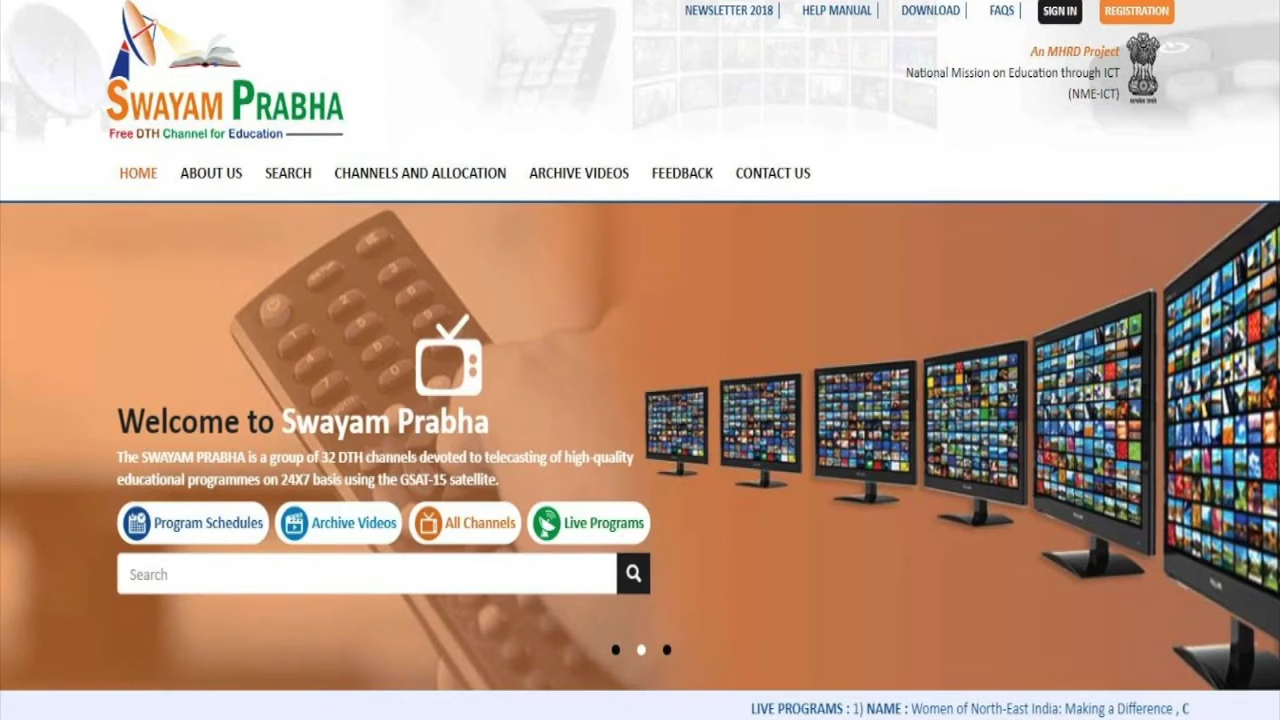 NEWSLETTER 2018 | HELP MANUAL | DOWNLOAD | FAQS | SIGN IN REGISTRATION
An MHRD Project
National Mission on Education through ICT
(NME-ICT)
SWAYAM PRABHA
Free DTH Channel for Education
HOME ABOUT US SEARCH CHANNELS AND ALLOCATION ARCHIVE VIDEOS FEEDBACK CONTACT US
Welcome to Swayam Prabha
The SWAYAM PRABHA is a group of 32 DTH channels devoted to telecasting of high-quality
educational programmes on 24X7 basis using the GSAT-15 satellite.
Program Schedules Archive Videos All Channels Live Programs
Search
LIVE PROGRAMS : 1) NAME : Women of North-East India: Making a Difference , C